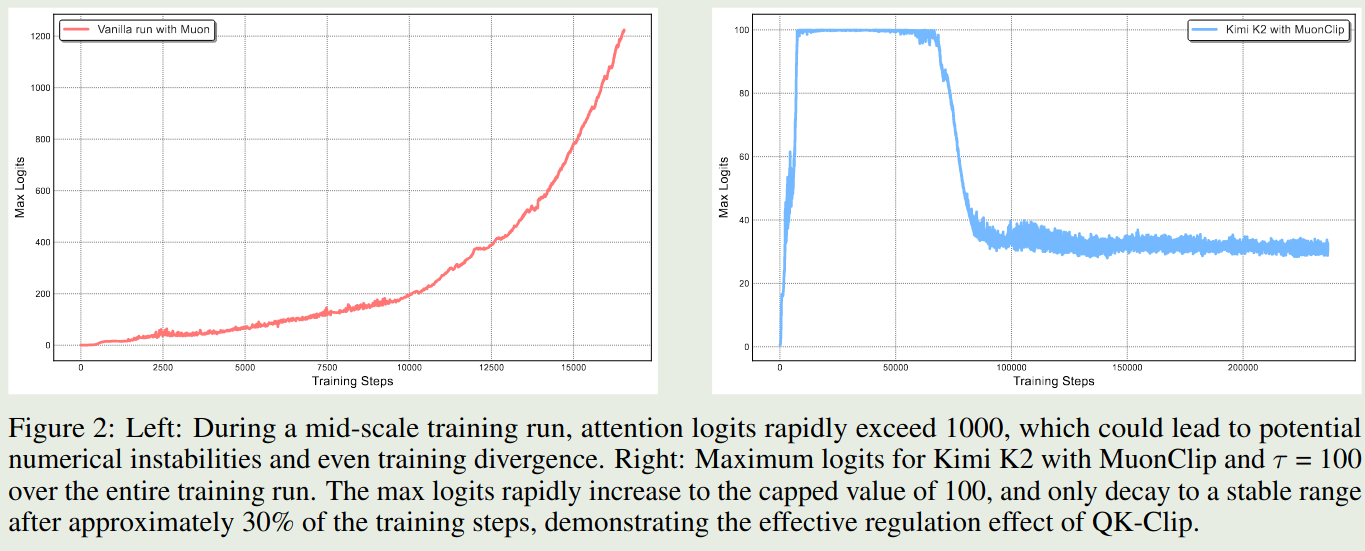 Vanilla run with Muon
1200
1000
800
600
400
200
0
Max Logits
0 2500 5000 7500 10000 12500 15000
Training Steps
Kimi K2 with MuonClip
100
80
60
40
20
0
Max Logits
0 50000 100000 150000 200000
Training Steps
Figure 2: Left: During a mid-scale training run, attention logits rapidly exceed 1000, which could lead to potential
numerical instabilities and even training divergence. Right: Maximum logits for Kimi K2 with MuonClip and τ = 100
over the entire training run. The max logits rapidly increase to the capped value of 100, and only decay to a stable range
after approximately 30% of the training steps, demonstrating the effective regulation effect of QK-Clip.